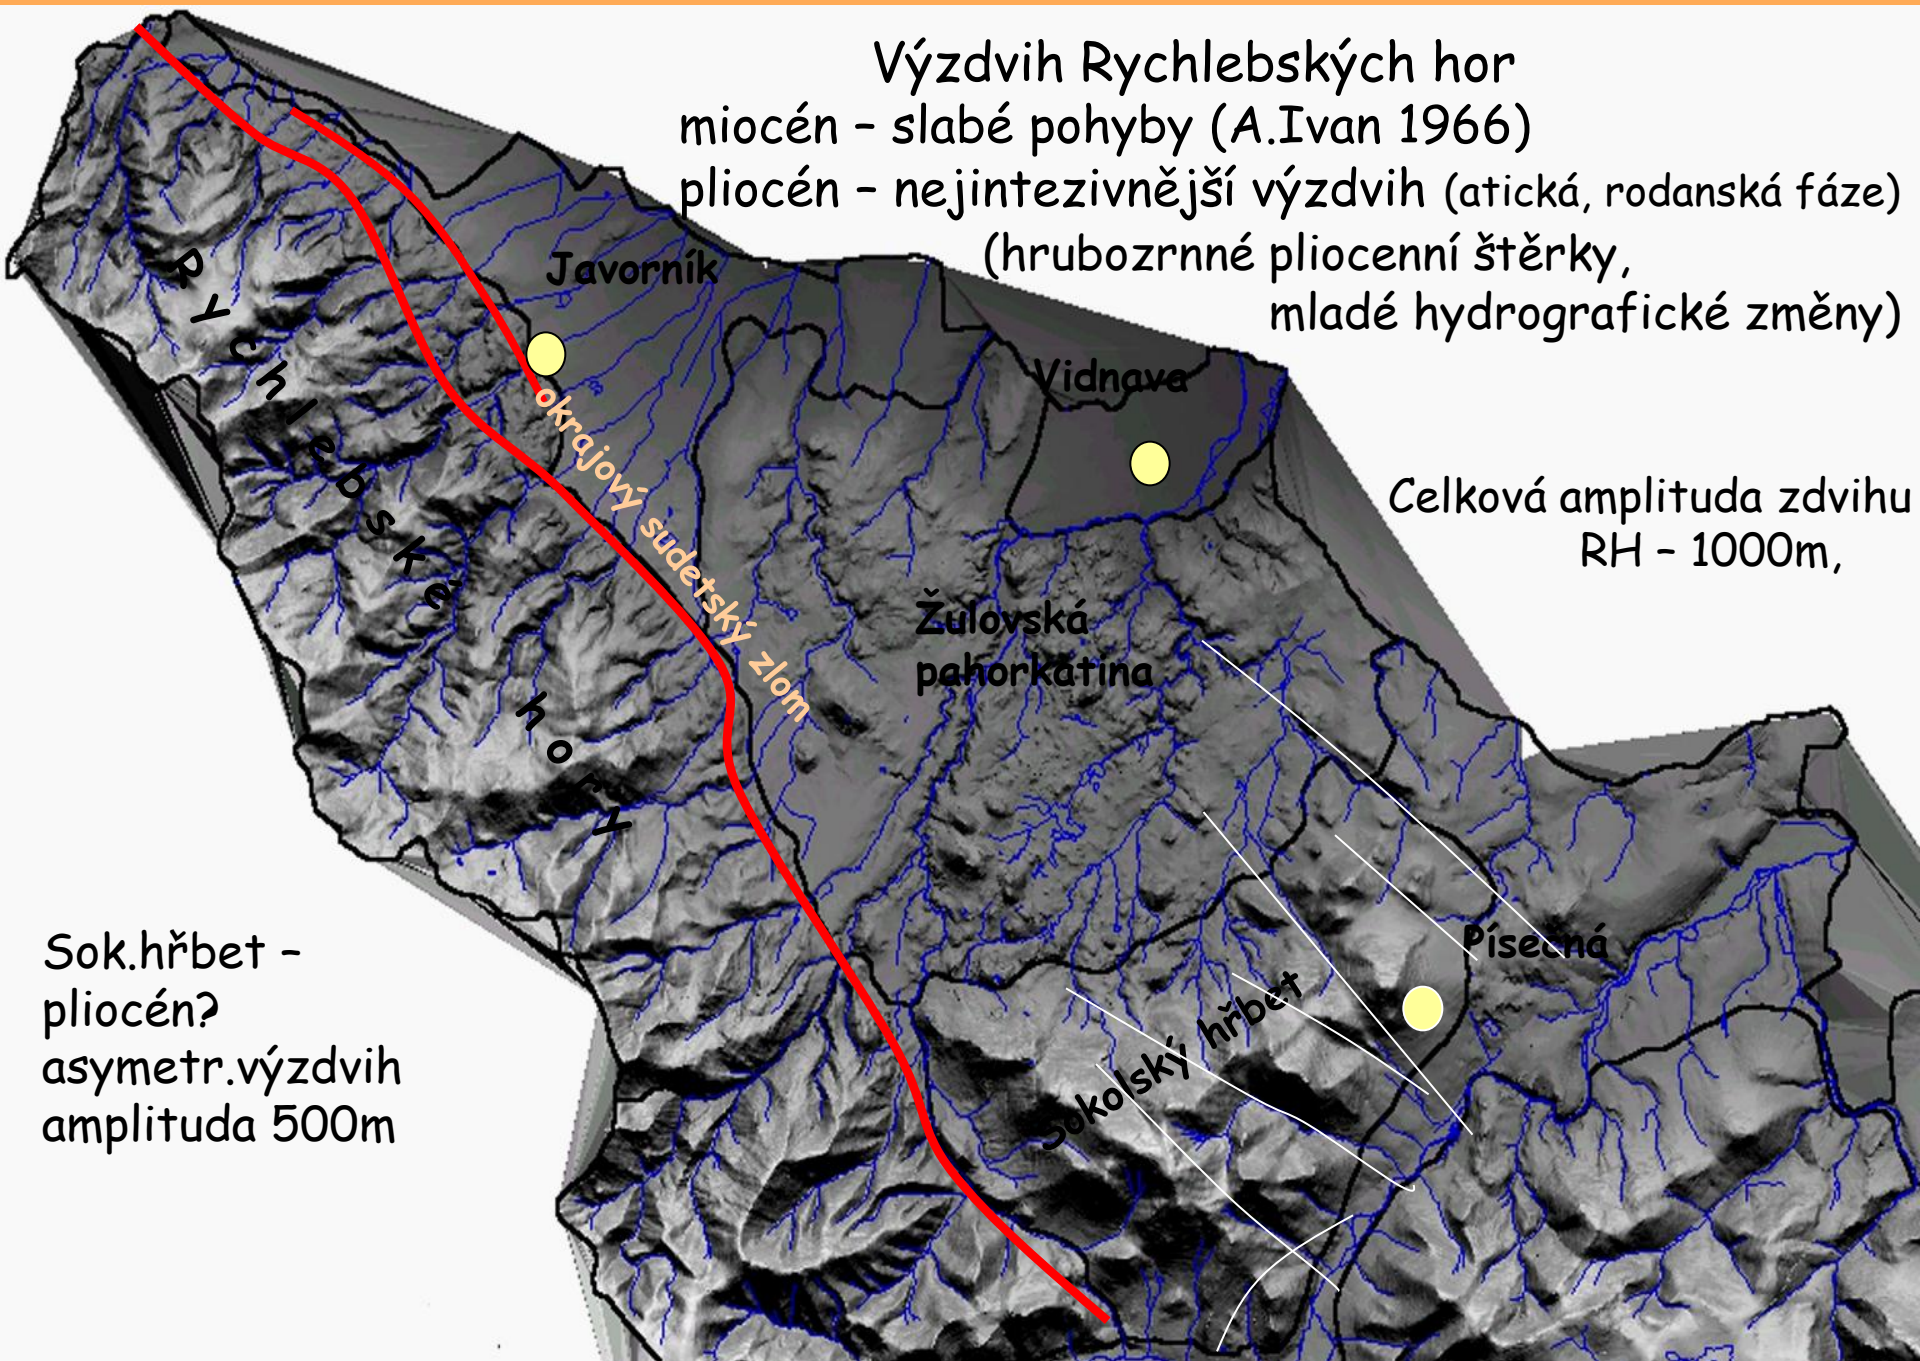 Výzdvih Rychlebských hor
miocén – slabé pohyby (A.Ivan 1966)
pliocén – nejintezivnější výzdvih (atická, rodanská fáze)
(hrubozrnné pliocenní štěrky,
mladé hydrografické změny)
Javorník
Vidnava
Rychlebské hory
okrajový sudetský zlom
Celková amplituda zdvihu
RH – 1000m,
Žulovská
pahorkatina
Písečná
Sokolský hřbet
Sok.hřbet –
pliocén?
asymetr.výzdvih
amplituda 500m